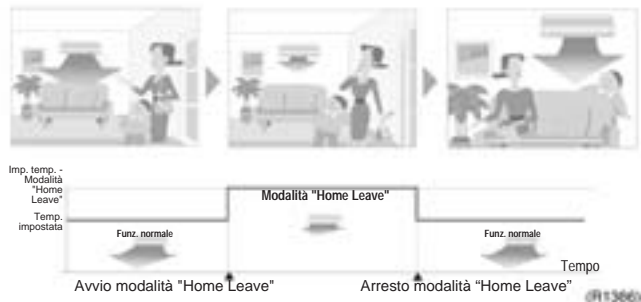 Imp. temp. -
Modalità
"Home
Leave"
Modalità "Home Leave"
Temp.
impostata
Funz. normale
Funz. normale
Tempo
Avvio modalità "Home Leave"
Arresto modalità “Home Leave”
(R1386)